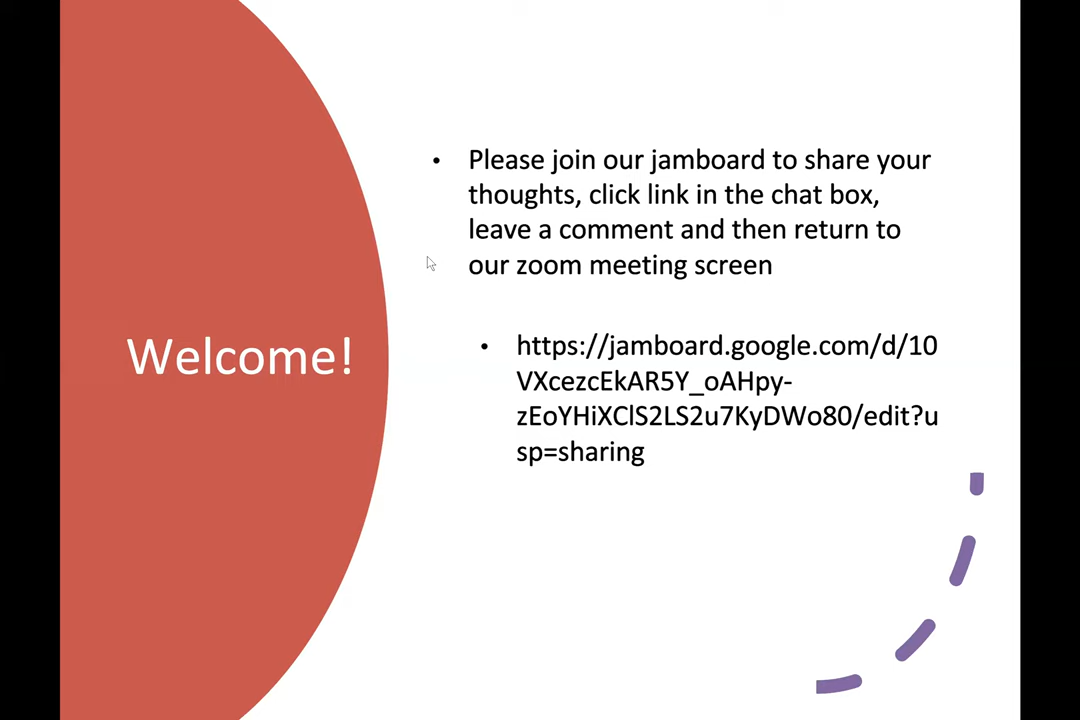 Welcome!
• Please join our jamboard to share your
thoughts, click link in the chat box,
leave a comment and then return to
our zoom meeting screen
• https://jamboard.google.com/d/10
VXcezcEkAR5Y_oAHpy-
zEoYHiXClS2LS2u7KyDWo80/edit?u
sp=sharing